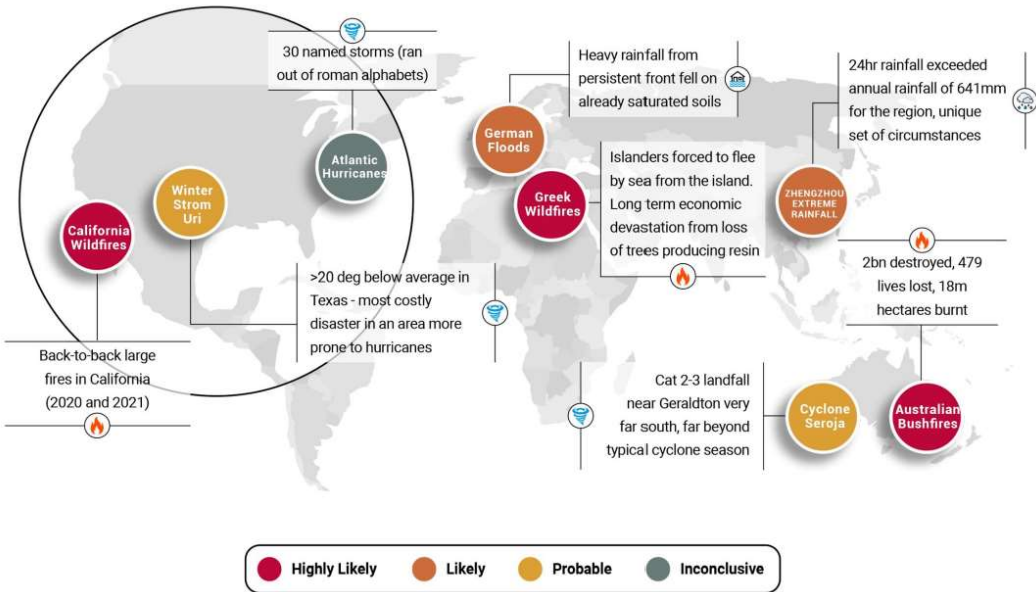 30 named storms (ran
out of roman alphabets)
Atlantic
Hurricanes
Winter
Strom
Uri
California
Wildfires
>20 deg below average in
Texas - most costly
disaster in an area more
prone to hurricanes
Back-to-back large
fires in California
(2020 and 2021)
Heavy rainfall from
persistent front fell on
already saturated soils
German
Floods
Greek
Wildfires
Islanders forced to flee
by sea from the island.
Long term economic
devastation from loss
of trees producing resin
24hr rainfall exceeded
annual rainfall of 641mm
for the region, unique
set of circumstances
ZHENGZHOU
EXTREME
RAINFALL
2bn destroyed, 479
lives lost, 18m
hectares burnt
Cat 2-3 landfall
near Geraldton very
far south, far beyond
typical cyclone season
Cyclone
Seroja
Australian
Bushfires
Highly Likely
Likely
Probable
Inconclusive